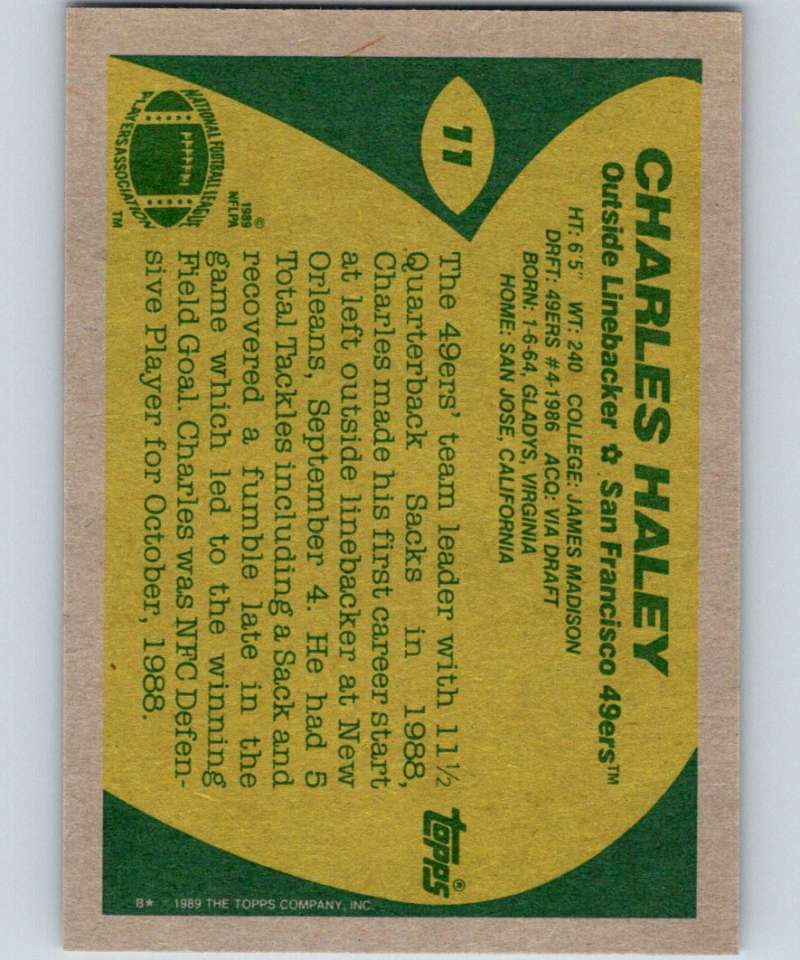 11
CHARLES HALEY
Outside Linebacker ✿ San Francisco 49ers™
HT: 6'5" WT: 240 COLLEGE: JAMES MADISON
DRFT: 49ERS #4-1986 ACQ: VIA DRAFT
BORN: 1-6-64, GLADYS, VIRGINIA
HOME: SAN JOSE, CALIFORNIA
The 49ers' team leader with 11½
Quarterback Sacks in 1988,
Charles made his first career start
at left outside linebacker at New
Orleans, September 4. He had 5
Total Tackles including a Sack and
recovered a fumble late in the
game which led to the winning
Field Goal. Charles was NFC Defen-
sive Player for October, 1988.
topps®
©
1989
NFLPA
NATIONAL FOOTBALL LEAGUE
PLAYERS ASSOCIATION
TM
B* 1989 THE TOPPS COMPANY, INC.